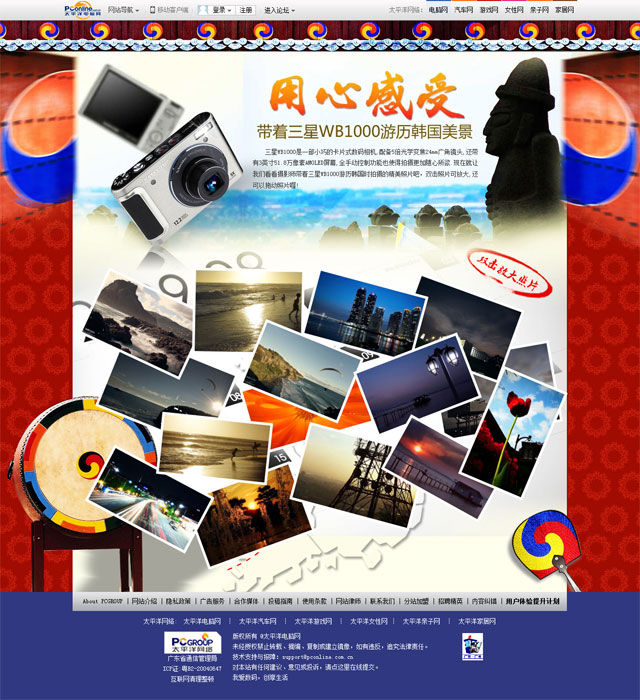 PConline
太平洋电脑网
网站导航
移动客户端
登录
注册
进入论坛
太平洋网络:
电脑网
汽车网
游戏网
女性网
亲子网
家居网
用心感受
带着三星WB1000游历韩国美景
三星WB1000是一部小巧的卡片式数码相机,配备5倍光学变焦24mm广角镜头,还带
有3英寸
AMOLED屏幕,全手动控制功能也使得拍摄更加随心所欲.现在就让
我们看看摄影师带着三星WB1000游历韩国时拍摄的精美照片吧,双击照片可放大,还
可以拖动照片喔!
12.2
双击放大照片
09
08
15
About PCGROUP | 网站介绍 | 隐私政策 | 广告服务 | 合作媒体 | 投稿指南 | 使用条款 | 网站律师 | 联系我们 | 分站加盟 | 招聘精英 | 内容纠错 | 用户体验提升计划
太平洋网络: 太平洋电脑网 | 太平洋汽车网 | 太平洋游戏网 | 太平洋女性网 | 太平洋亲子网 | 太平洋家居网
PCGROUP
太平洋网络
广东省通信管理局
ICP证 粤B2-20040647
互联网清理整顿
版权所有 @太平洋电脑网
未经授权禁止转载、摘编、复制或建立镜像,如有违反,追究法律责任。
技术支持与报障: support@pconline.com.cn
对本站有任何建议、意见或投诉,请点这里在线提交。
我爱数码,创享生活